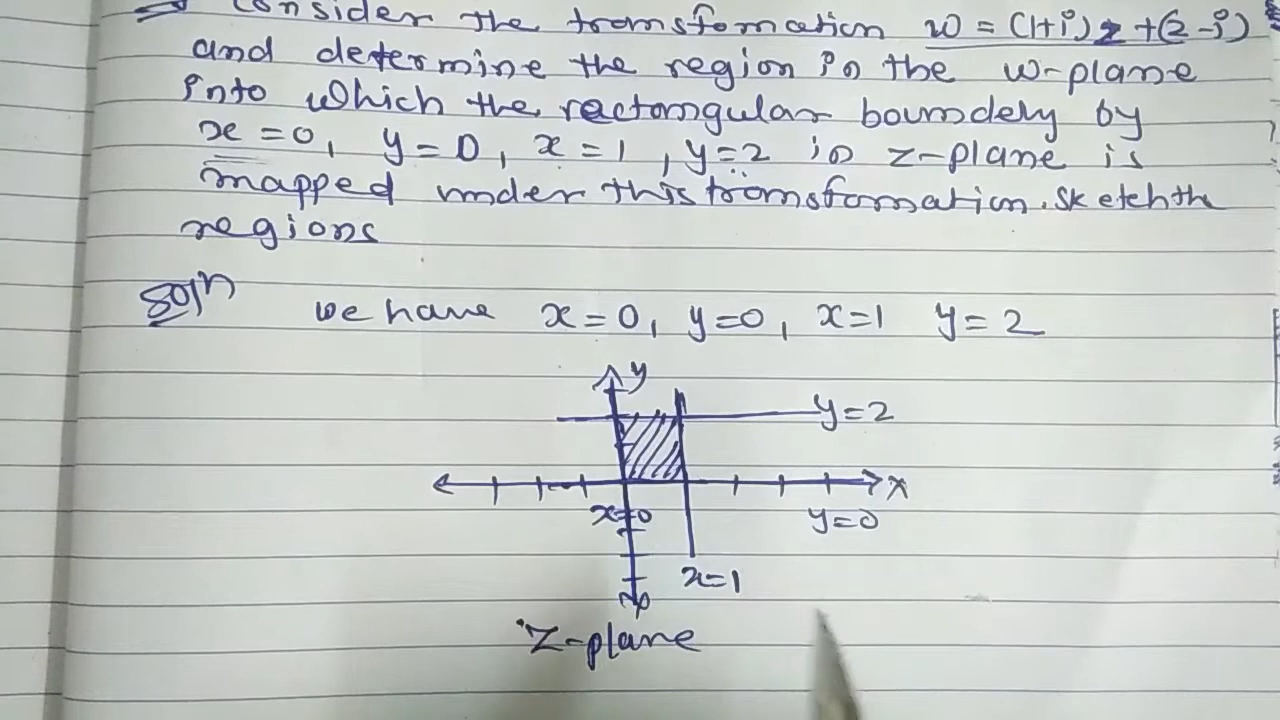 Consider the transformation w = (1+i)z + (2-i)
and determine the region in the w-plane
into which the rectangular boundely by
x = 0, y = 0, x = 1, y = 2 in z-plane is
mapped under this transformation. Sketch the
regions
Soln we have x = 0, y = 0, x = 1 y = 2
y
y = 2
x
x=0 y=0
x=1
Z-plane